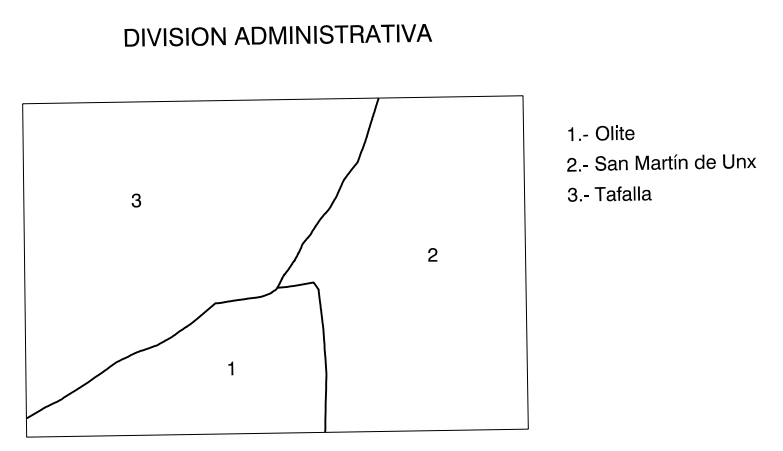 DIVISION ADMINISTRATIVA
1.- Olite
2.- San Martín de Unx
3.- Tafalla
3
2
1